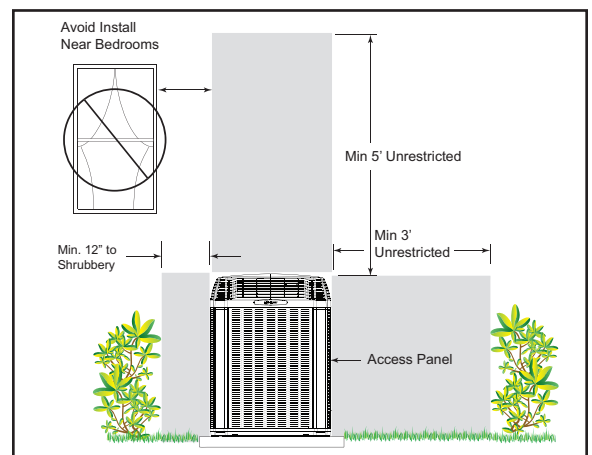 Avoid Install
Near Bedrooms
Min 5’ Unrestricted
Min 3’
Unrestricted
Min. 12” to
Shrubbery
Access Panel